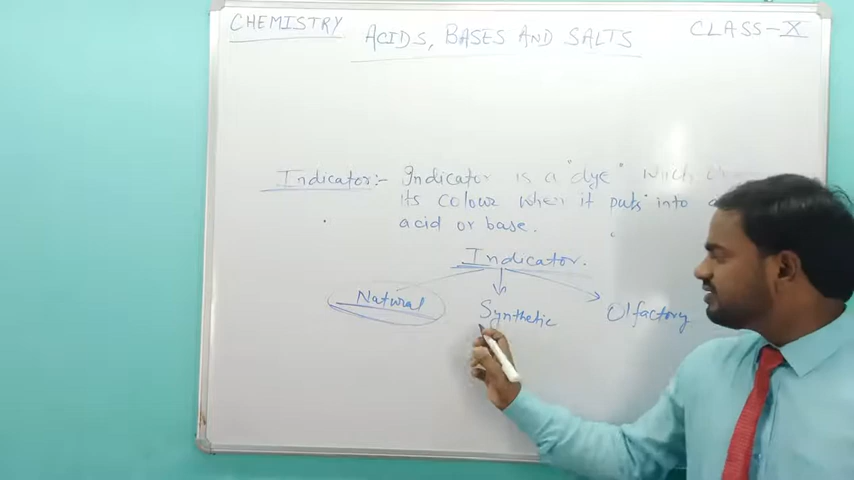 CHEMISTRY
ACIDS, BASES AND SALTS
CLASS-X
Indicator:- Indicator is a "dye" which
its colour when it puts into
acid or base.
Indicator.
Natural
Synthetic
Olfactory